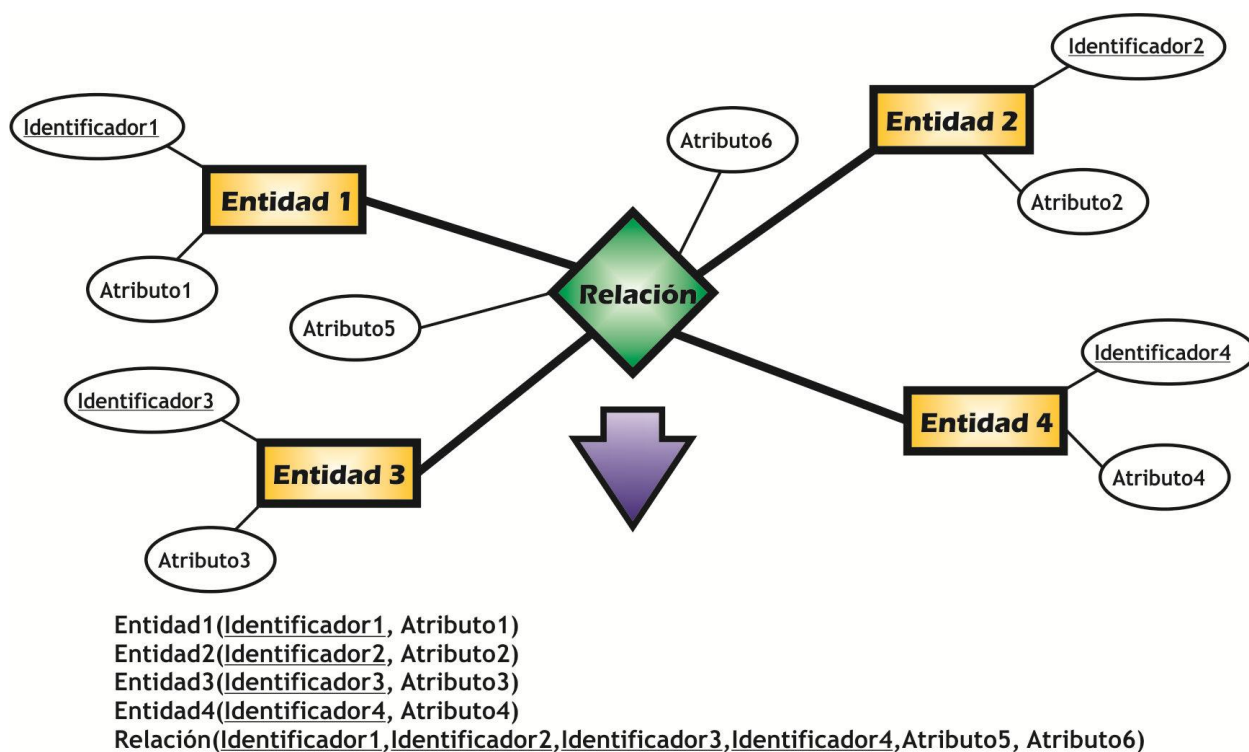 Identificador2
Entidad 2
Identificador1
Atributo6
Entidad 1
Atributo2
Atributo1
Relación
Atributo5
Identificador4
Identificador3
Entidad 4
Entidad 3
Atributo4
Atributo3
Entidad1(Identificador1, Atributo1)
Entidad2(Identificador2, Atributo2)
Entidad3(Identificador3, Atributo3)
Entidad4(Identificador4, Atributo4)
Relación(Identificador1,Identificador2,Identificador3,Identificador4,Atributo5, Atributo6)